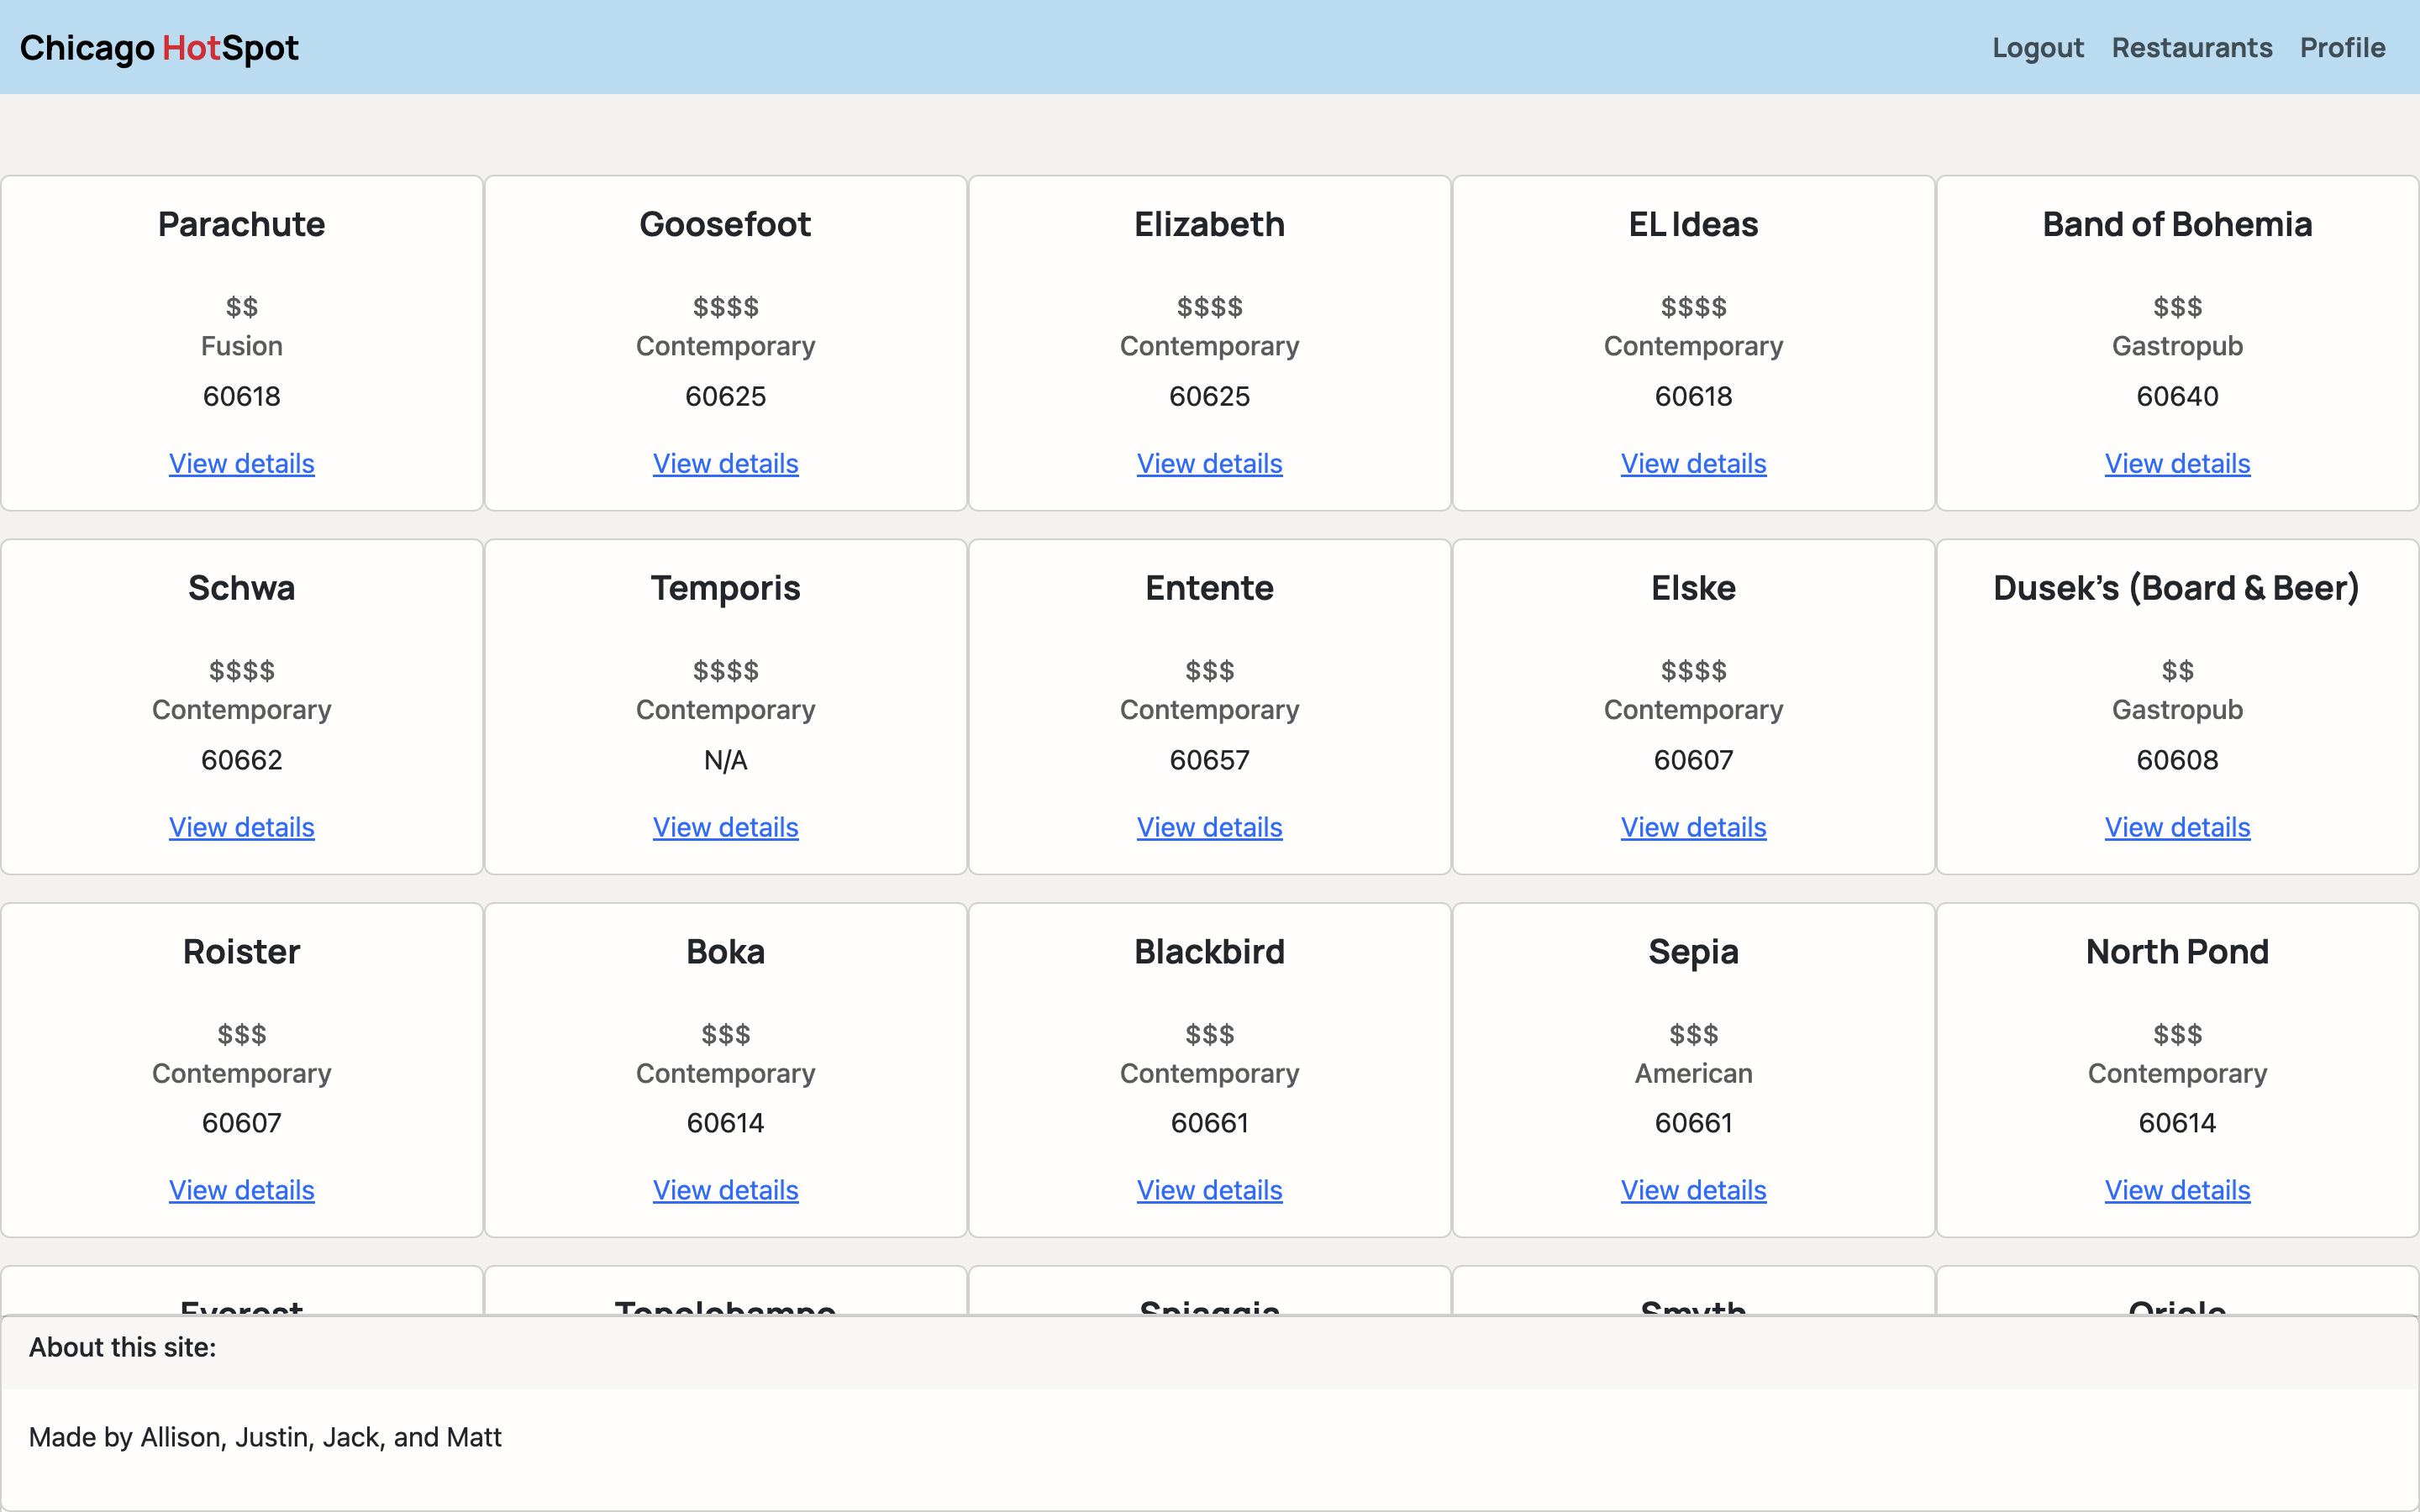 Chicago HotSpot
Logout Restaurants Profile
Parachute
$$
Fusion
60618
View details
Goosefoot
$$$$
Contemporary
60625
View details
Elizabeth
$$$$
Contemporary
60625
View details
EL Ideas
$$$$
Contemporary
60618
View details
Band of Bohemia
$$$
Gastropub
60640
View details
Schwa
$$$$
Contemporary
60662
View details
Temporis
$$$$
Contemporary
N/A
View details
Entente
$$$
Contemporary
60657
View details
Elske
$$$$
Contemporary
60607
View details
Dusek’s (Board & Beer)
$$
Gastropub
60608
View details
Roister
$$$
Contemporary
60607
View details
Boka
$$$
Contemporary
60614
View details
Blackbird
$$$
Contemporary
60661
View details
Sepia
$$$
American
60661
View details
North Pond
$$$
Contemporary
60614
View details
Everest
Topolobampo
Spiaggia
Smyth
Oriole
About this site:
Made by Allison, Justin, Jack, and Matt